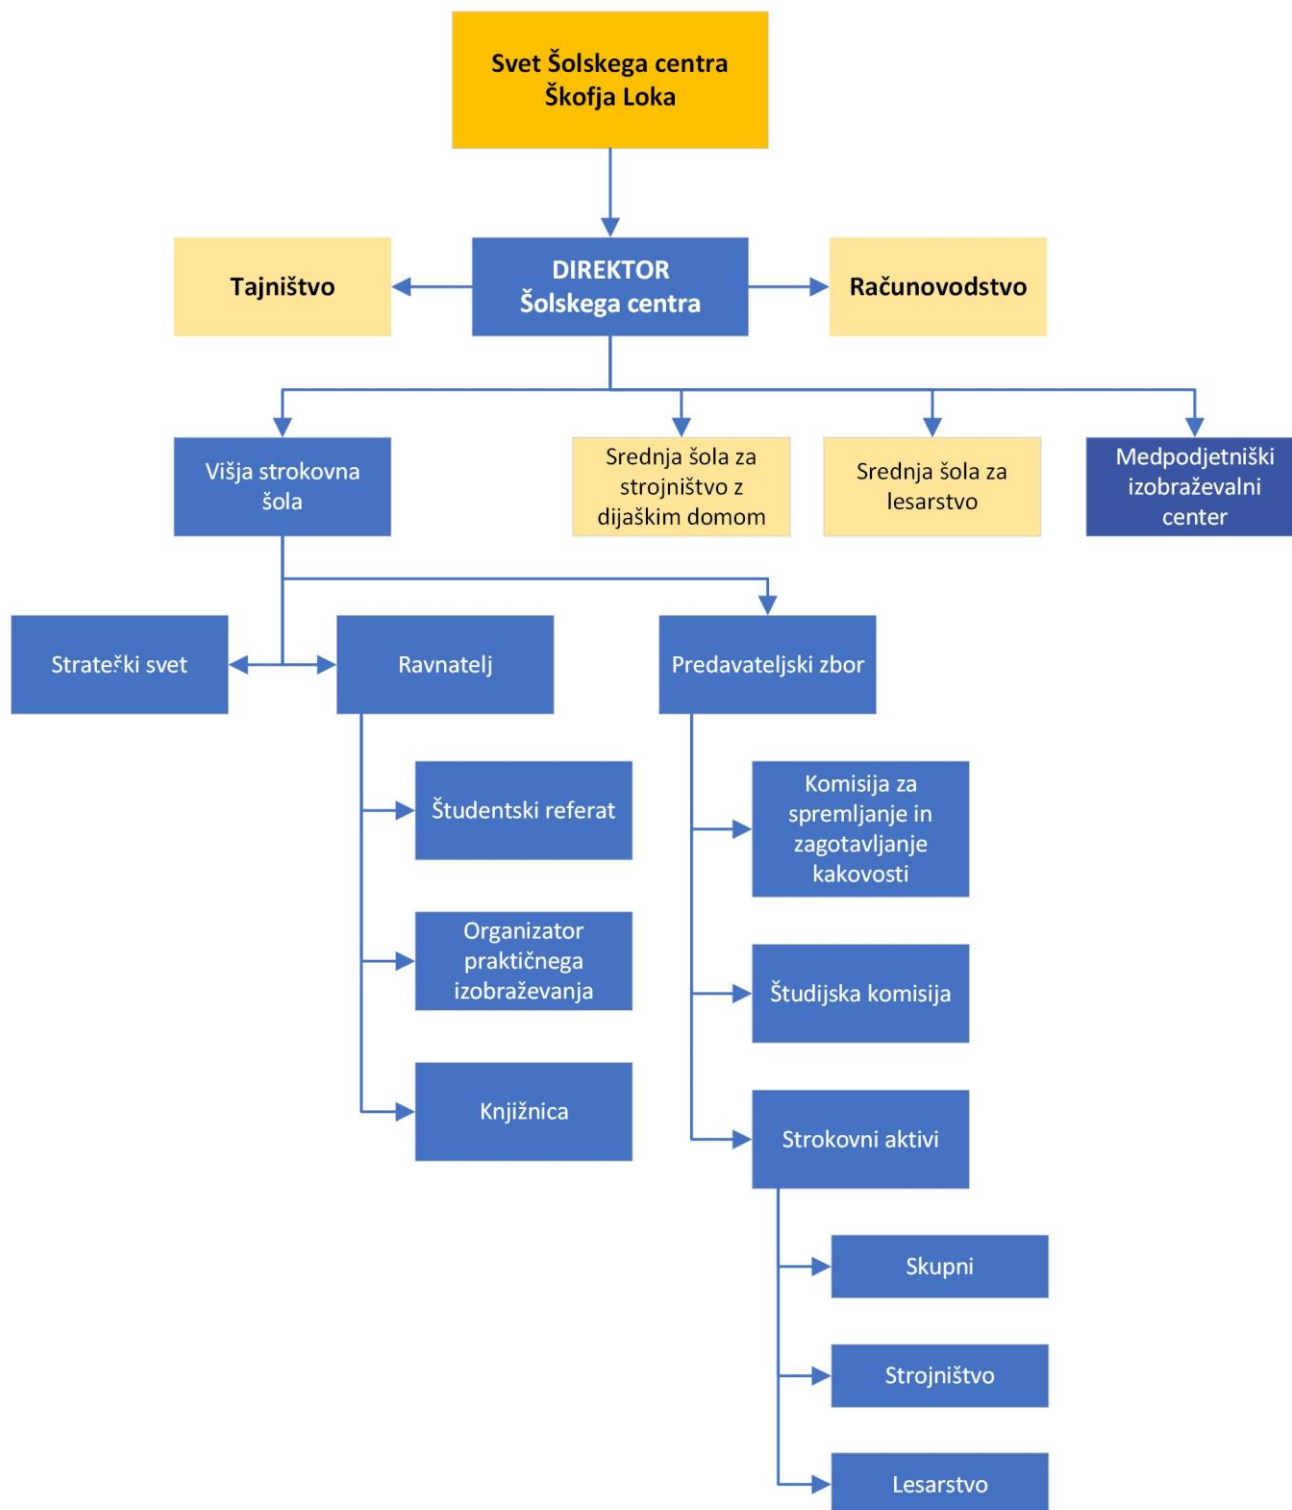 Svet Šolskega centra
Škofja Loka
Tajništvo
DIREKTOR
Šolskega centra
Računovodstvo
Višja strokovna
šola
Srednja šola za
strojništvo z
dijaškim domom
Srednja šola za
lesarstvo
Medpodjetniški
izobraževalni
center
Strateški svet
Ravnatelj
Predavateljski zbor
Študentski referat
Organizator
praktičnega
izobraževanja
Knjižnica
Komisija za
spremljanje in
zagotavljanje
kakovosti
Študijska komisija
Strokovni aktivi
Skupni
Strojništvo
Lesarstvo